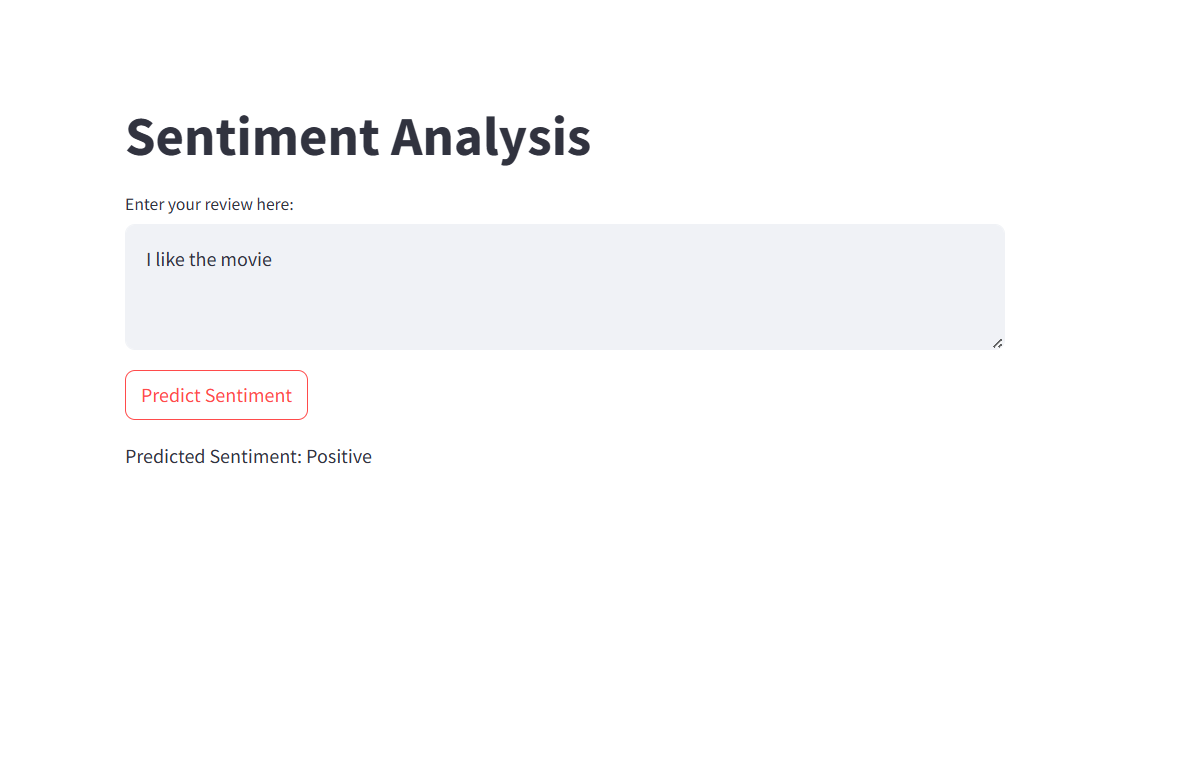 Sentiment Analysis
Enter your review here:
I like the movie
Predict Sentiment
Predicted Sentiment: Positive